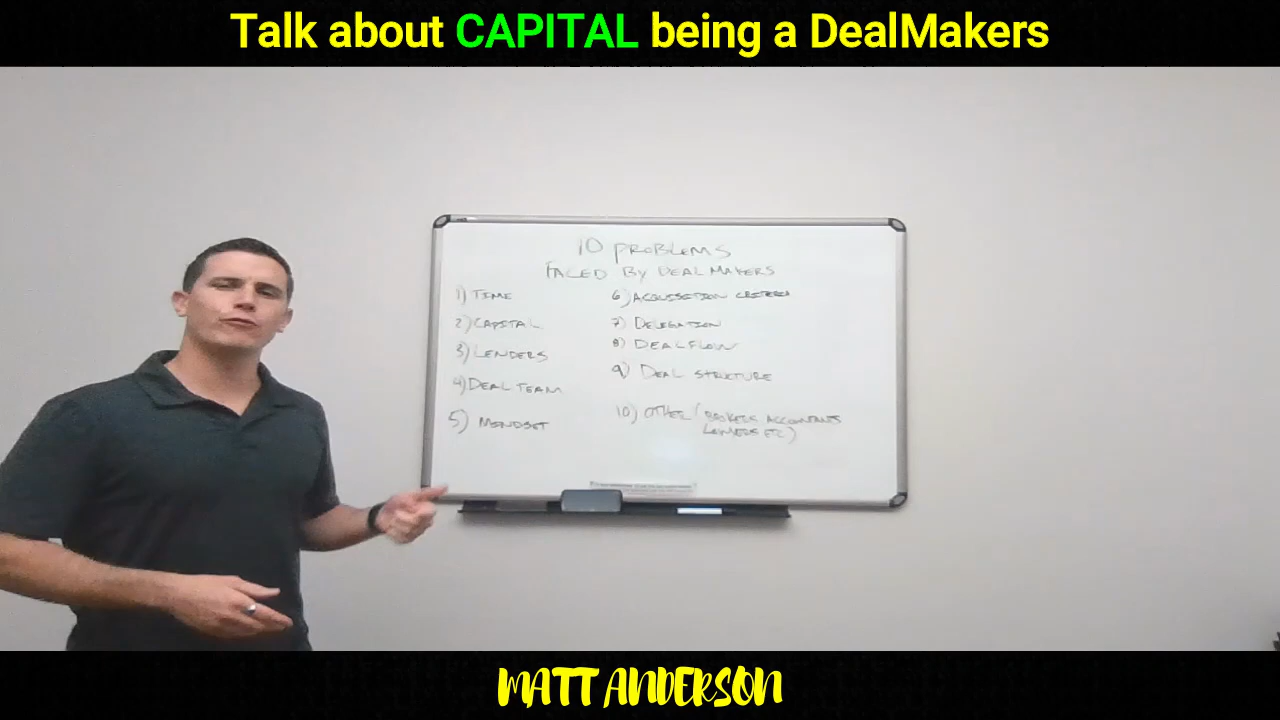 Talk about CAPITAL being a DealMakers
10 PROBLEMS
FACED BY DEAL MAKERS
1) TIME
2) CAPITAL
3) LENDERS
4) DEAL TEAM
5) MINDSET
6) ACQUISITION CRITERIA
7) DELEGATION
8) DEAL FLOW
9) DEAL STRUCTURE
10) OTHER (BROKERS ACCOUNTANTS
LAWYERS ETC)
MATT ANDERSON